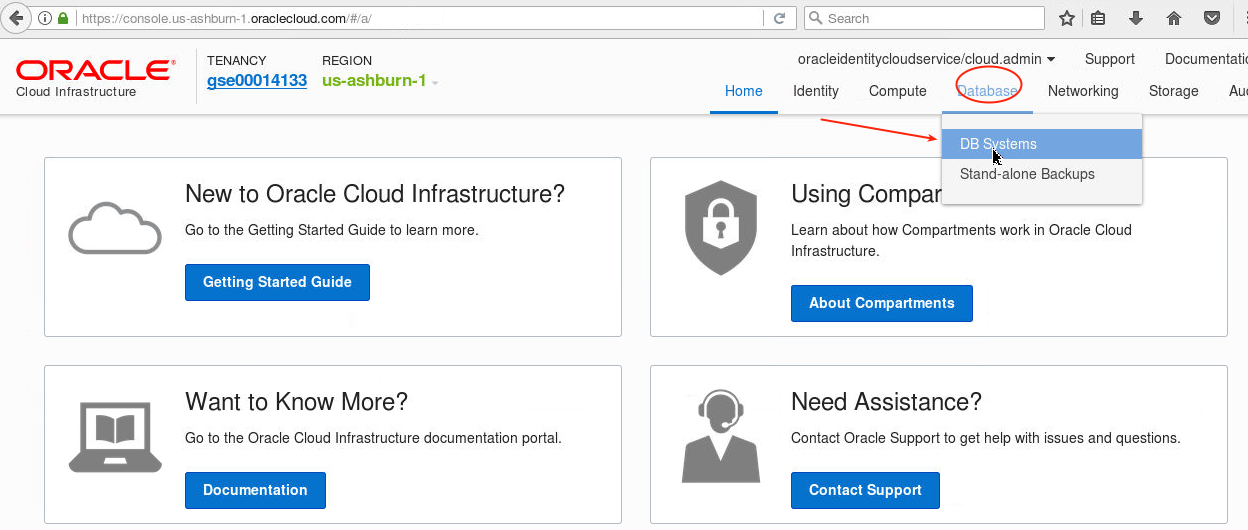 https://console.us-ashburn-1.oraclecloud.com/#/a/
Search
ORACLE
Cloud Infrastructure
TENANCY
gse00014133
REGION
us-ashburn-1
oracleidentitycloudservice/cloud.admin
Support
Documentatio
Home
Identity
Compute
Database
Networking
Storage
Au
DB Systems
Stand-alone Backups
New to Oracle Cloud Infrastructure?
Go to the Getting Started Guide to learn more.
Getting Started Guide
Using Compar
Learn about how Compartments work in Oracle Cloud
Infrastructure.
About Compartments
Want to Know More?
Go to the Oracle Cloud Infrastructure documentation portal.
Documentation
Need Assistance?
Contact Oracle Support to get help with issues and questions.
Contact Support